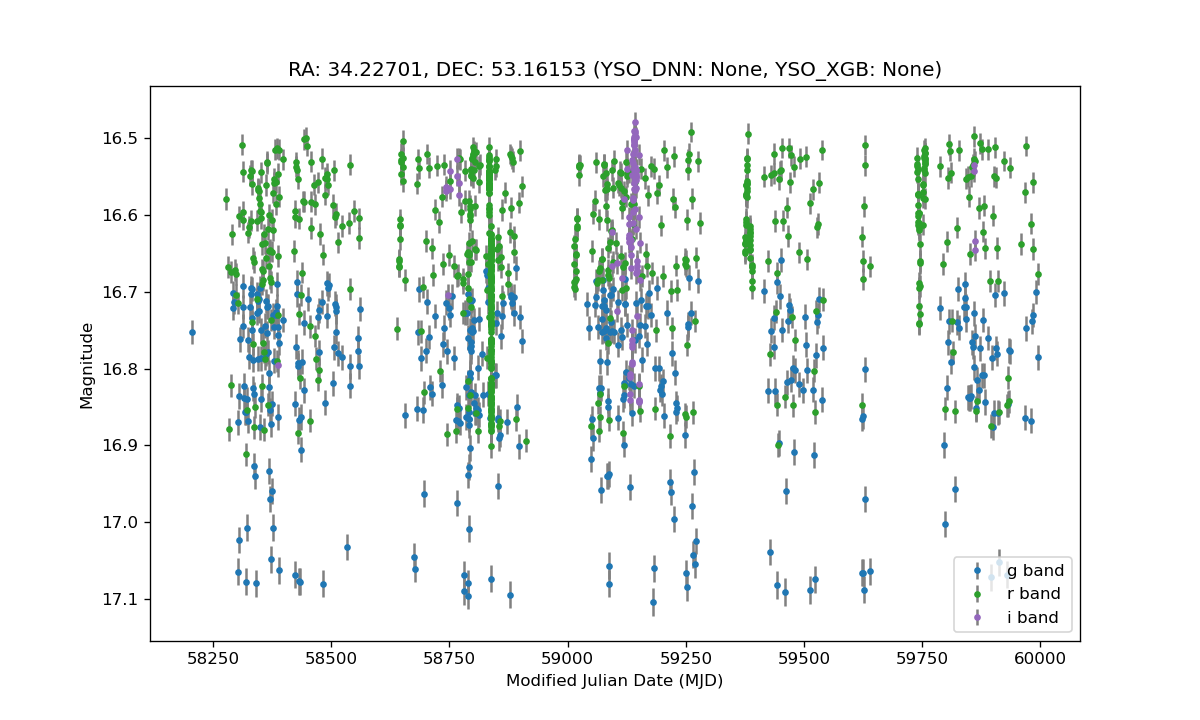 RA: 34.22701, DEC: 53.16153 (YSO_DNN: None, YSO_XGB: None)
Magnitude
16.5
16.6
16.7
16.8
16.9
17.0
17.1
g band
r band
i band
58250 58500 58750 59000 59250 59500 59750 60000
Modified Julian Date (MJD)